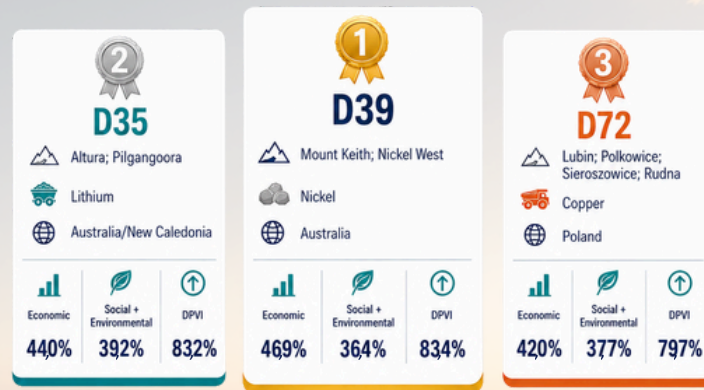 2
D35
Altura; Pilgangoora
Lithium
Australia/New Caledonia
Economic
Social +
Environmental
DPVI
44,0%
39,2%
83,2%
1
D39
Mount Keith; Nickel West
Nickel
Australia
Economic
Social +
Environmental
DPVI
46,9%
36,4%
83,4%
3
D72
Lubin; Polkowice;
Sieroszowice; Rudna
Copper
Poland
Economic
Social +
Environmental
DPVI
42,0%
37,7%
79,7%